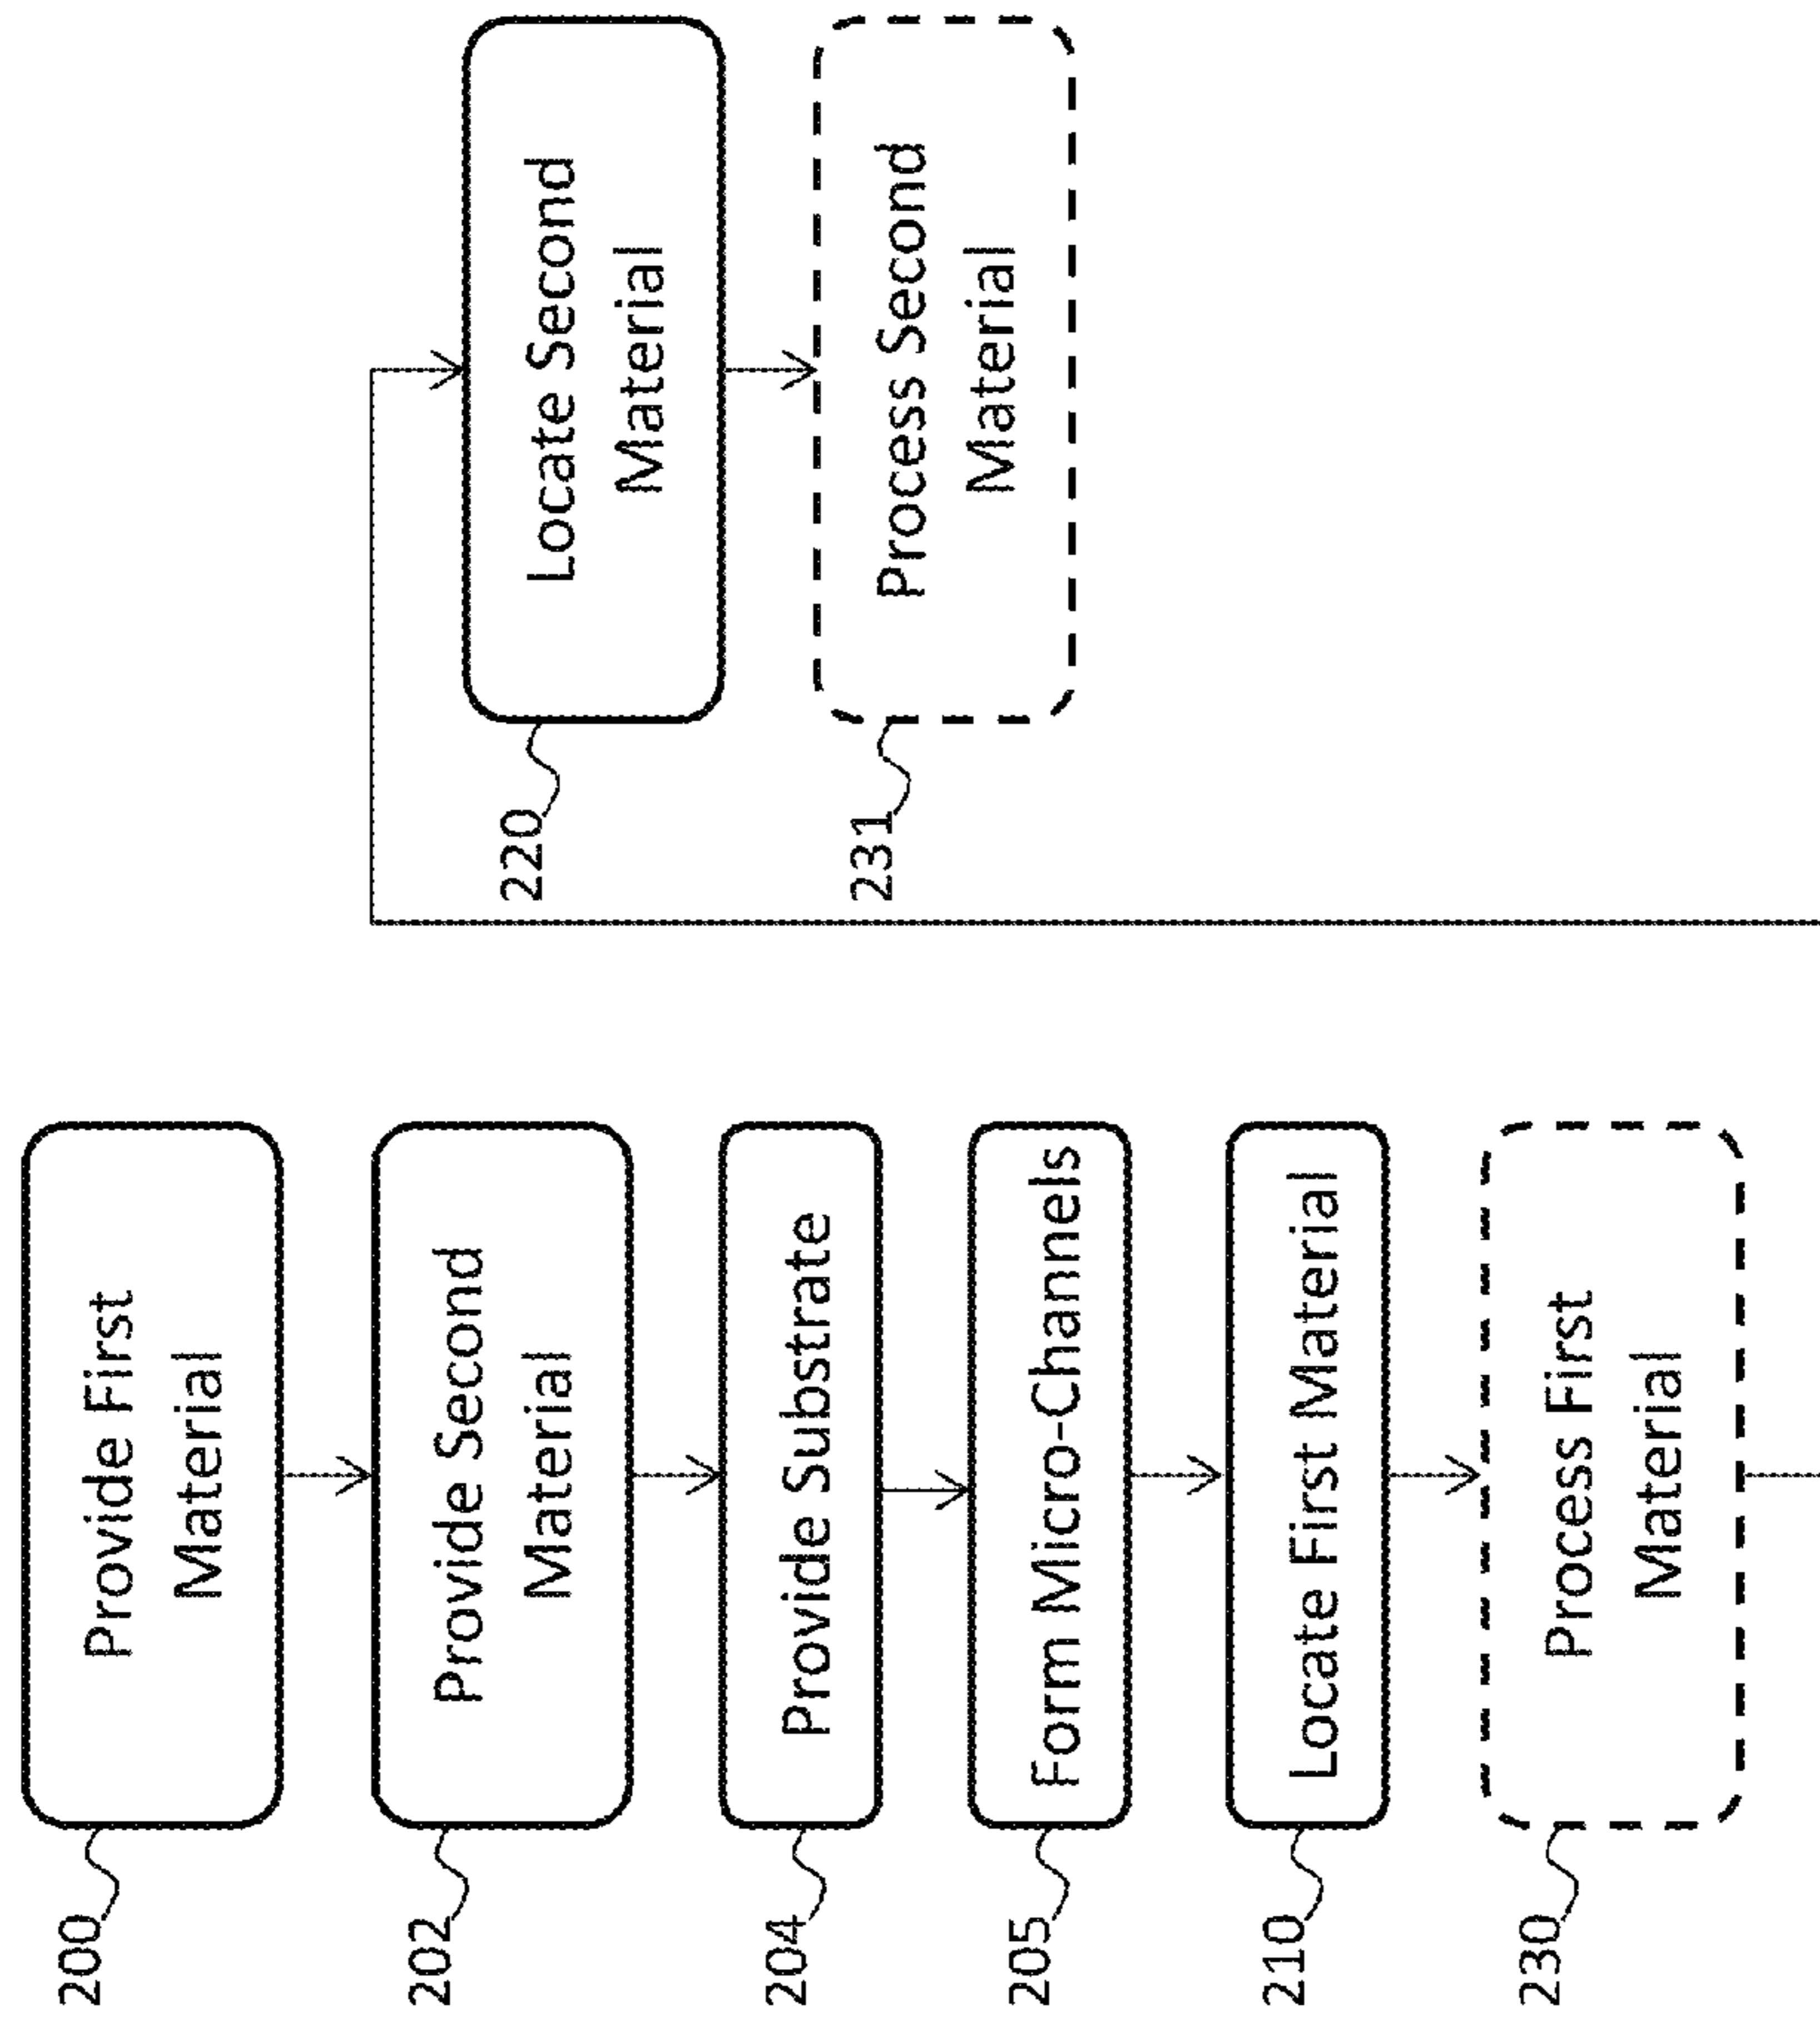 200
Provide First
Material
202
Provide Second
Material
204
Provide Substrate
205
Form Micro-Channels
210
Locate First Material
230
Process First
Material
220
Locate Second
Material
231
Process Second
Material